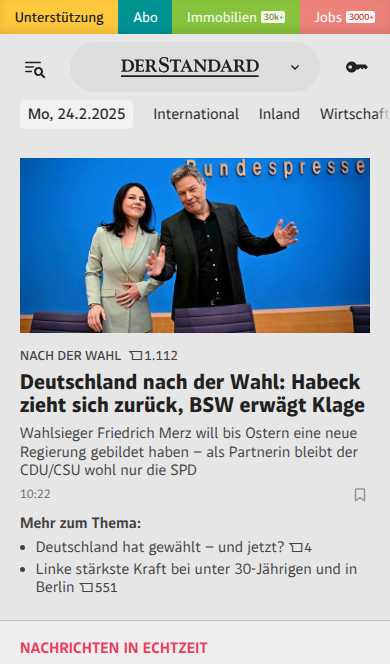 Unterstützung Abo Immobilien 30k+ Jobs 3000+
DERSTANDARD
Mo, 24.2.2025 International Inland Wirtschaft
Bundespresse
NACH DER WAHL 1.112
Deutschland nach der Wahl: Habeck
zieht sich zurück, BSW erwägt Klage
Wahlsieger Friedrich Merz will bis Ostern eine neue
Regierung gebildet haben – als Partnerin bleibt der
CDU/CSU wohl nur die SPD
10:22
Mehr zum Thema:
Deutschland hat gewählt – und jetzt? 4
Linke stärkste Kraft bei unter 30-Jährigen und in
Berlin 551
NACHRICHTEN IN ECHTZEIT